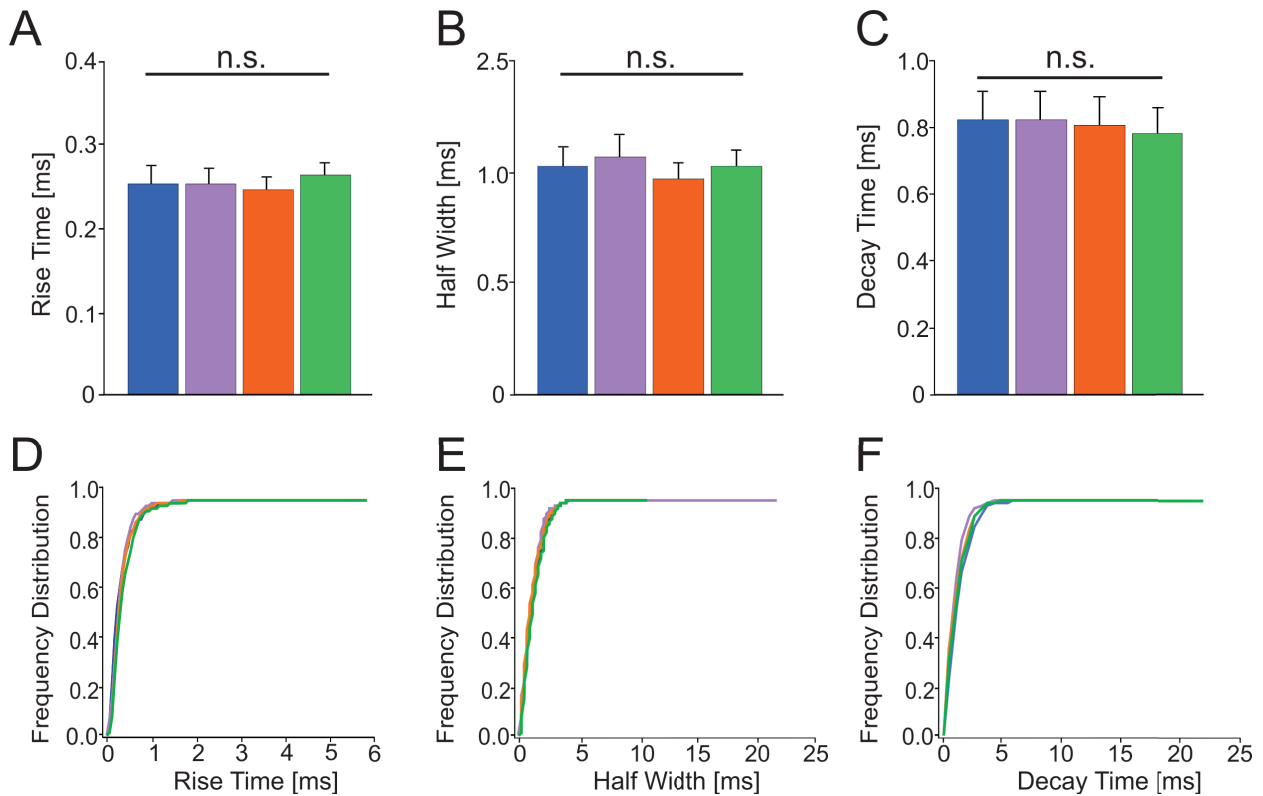 A
B
C
n.s.
n.s.
n.s.
Rise Time [ms]
0.4
0.3
0.2
0.1
0
Half Width [ms]
2.5
1.0
0.5
0
Decay Time [ms]
1.0
0.8
0.6
0.4
0.2
0
D
E
F
Frequency Distribution
1.0
0.8
0.6
0.4
0.2
0.0
0 1 2 3 4 5 6
Rise Time [ms]
Frequency Distribution
1.0
0.8
0.6
0.4
0.2
0.0
0 5 10 15 20 25
Half Width [ms]
Frequency Distribution
1.0
0.8
0.6
0.4
0.2
0.0
0 5 10 15 20 25
Decay Time [ms]